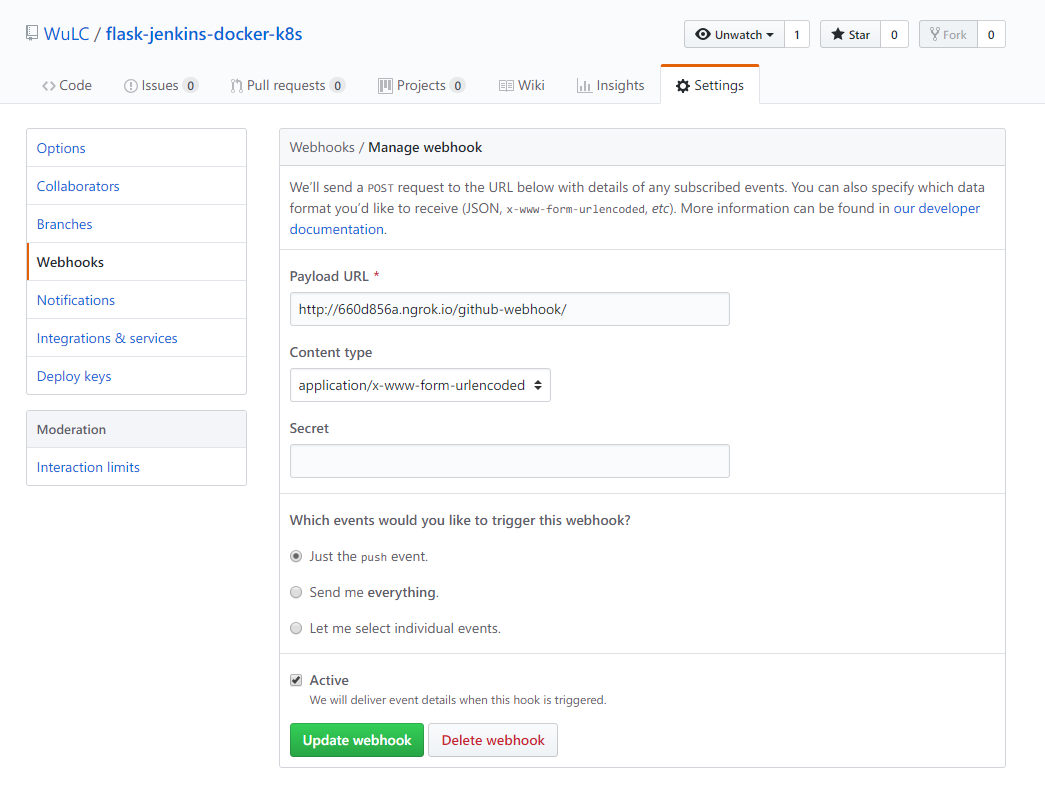 WuLC / flask-jenkins-docker-k8s
Unwatch 1 Star 0 Fork 0
Code Issues 0 Pull requests 0 Projects 0 Wiki Insights Settings
Options
Collaborators
Branches
Webhooks
Notifications
Integrations & services
Deploy keys
Moderation
Interaction limits
Webhooks / Manage webhook
We'll send a POST request to the URL below with details of any subscribed events. You can also specify which data
format you'd like to receive (JSON, x-www-form-urlencoded, etc). More information can be found in our developer
documentation.
Payload URL *
http://660d856a.ngrok.io/github-webhook/
Content type
application/x-www-form-urlencoded
Secret
Which events would you like to trigger this webhook?
Just the push event.
Send me everything.
Let me select individual events.
Active
We will deliver event details when this hook is triggered.
Update webhook Delete webhook